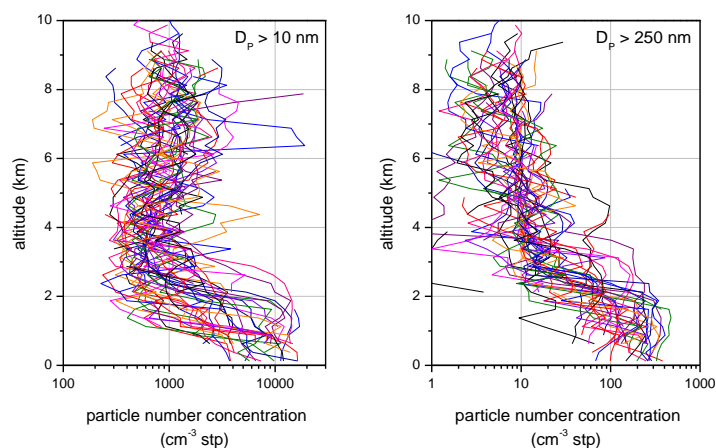 D_P > 10 nm
10
8
6
4
2
0
altitude (km)
100
1000
10000
particle number concentration
(cm⁻³ stp)
D_P > 250 nm
10
8
6
4
2
0
altitude (km)
1
10
100
1000
particle number concentration
(cm⁻³ stp)